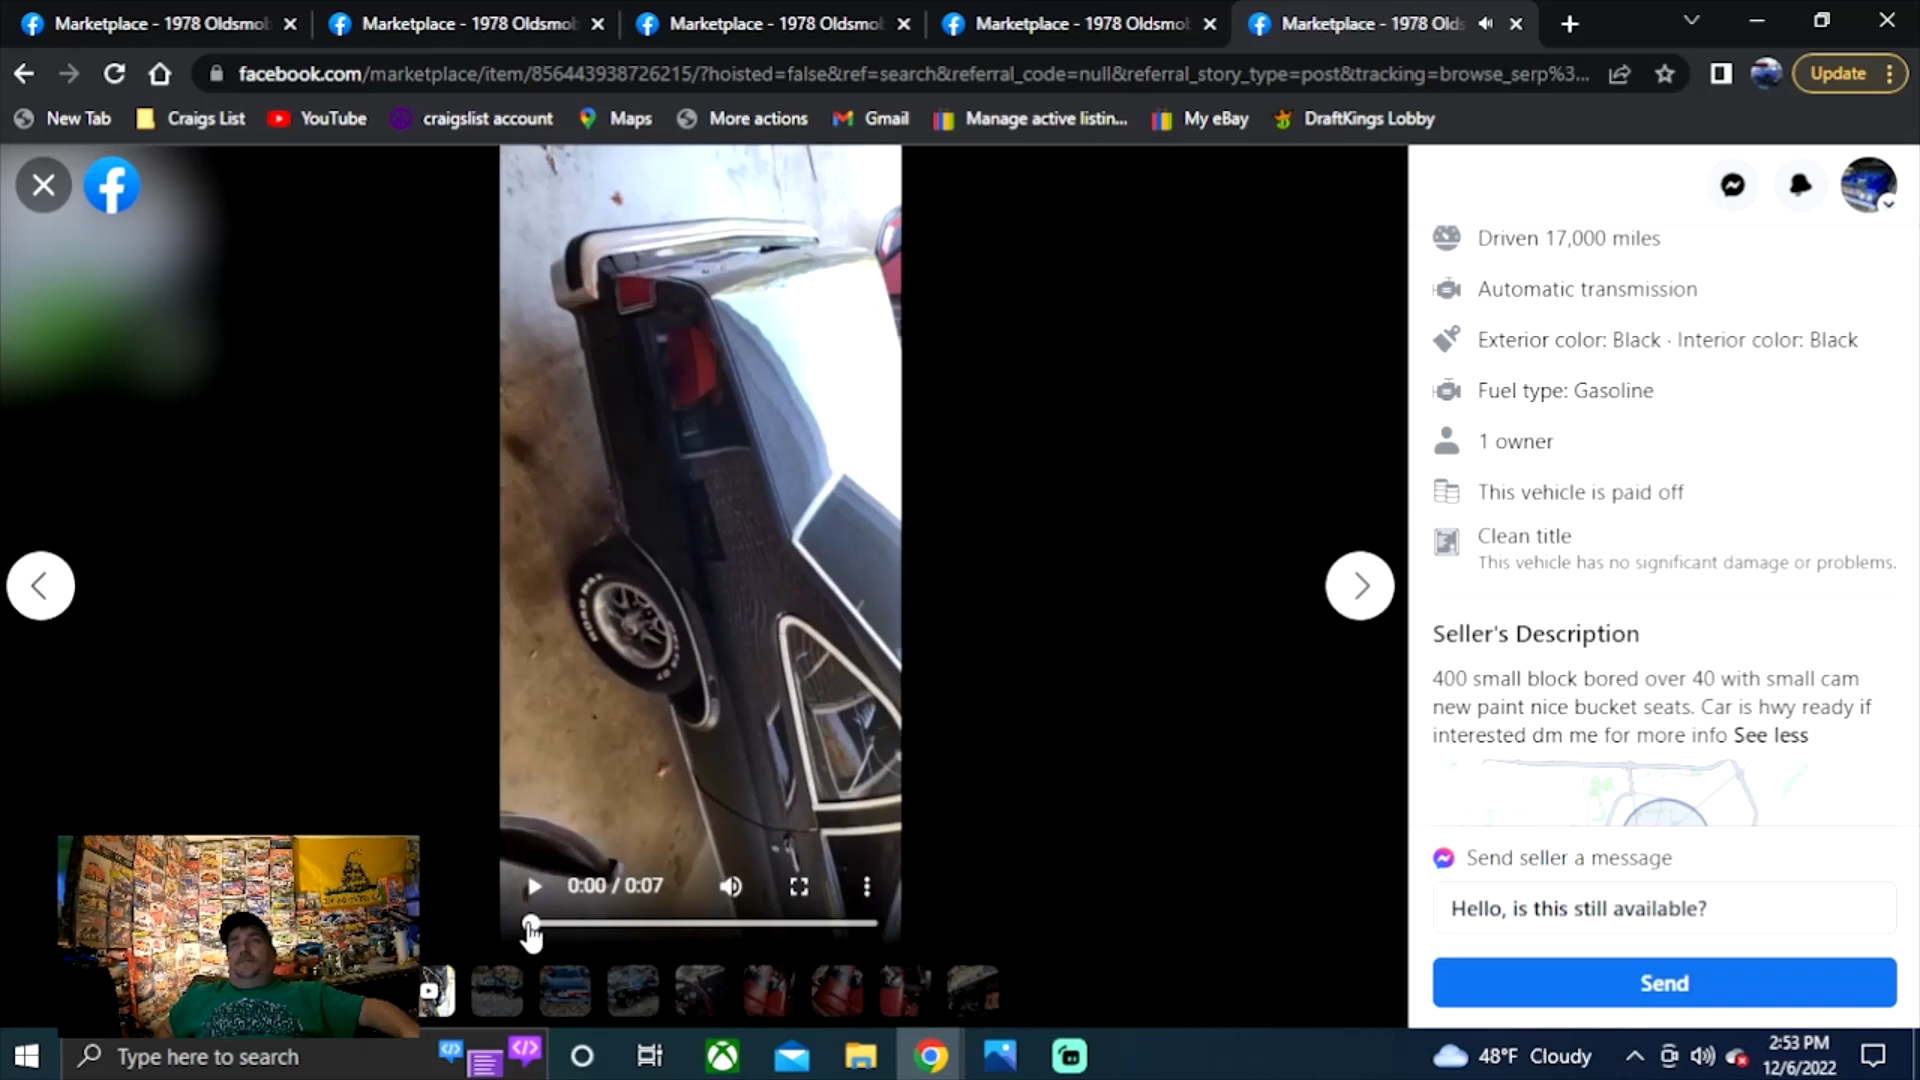 Marketplace - 1978 Oldsmob
Marketplace - 1978 Oldsmob
Marketplace - 1978 Oldsmob
Marketplace - 1978 Oldsmob
Marketplace - 1978 Olds
facebook.com/marketplace/item/856443938726215/?hoisted=false&ref=search&referral_code=null&referral_story_type=post&tracking=browse_serp%3...
Update
New Tab
Craigs List
YouTube
craigslist account
Maps
More actions
Gmail
Manage active listin...
My eBay
DraftKings Lobby
Driven 17,000 miles
Automatic transmission
Exterior color: Black · Interior color: Black
Fuel type: Gasoline
1 owner
This vehicle is paid off
Clean title
This vehicle has no significant damage or problems.
Seller's Description
400 small block bored over 40 with small cam
new paint nice bucket seats. Car is hwy ready if
interested dm me for more info See less
Send seller a message
Hello, is this still available?
Send
0:00 / 0:07
Type here to search
48°F Cloudy
2:53 PM
12/6/2022